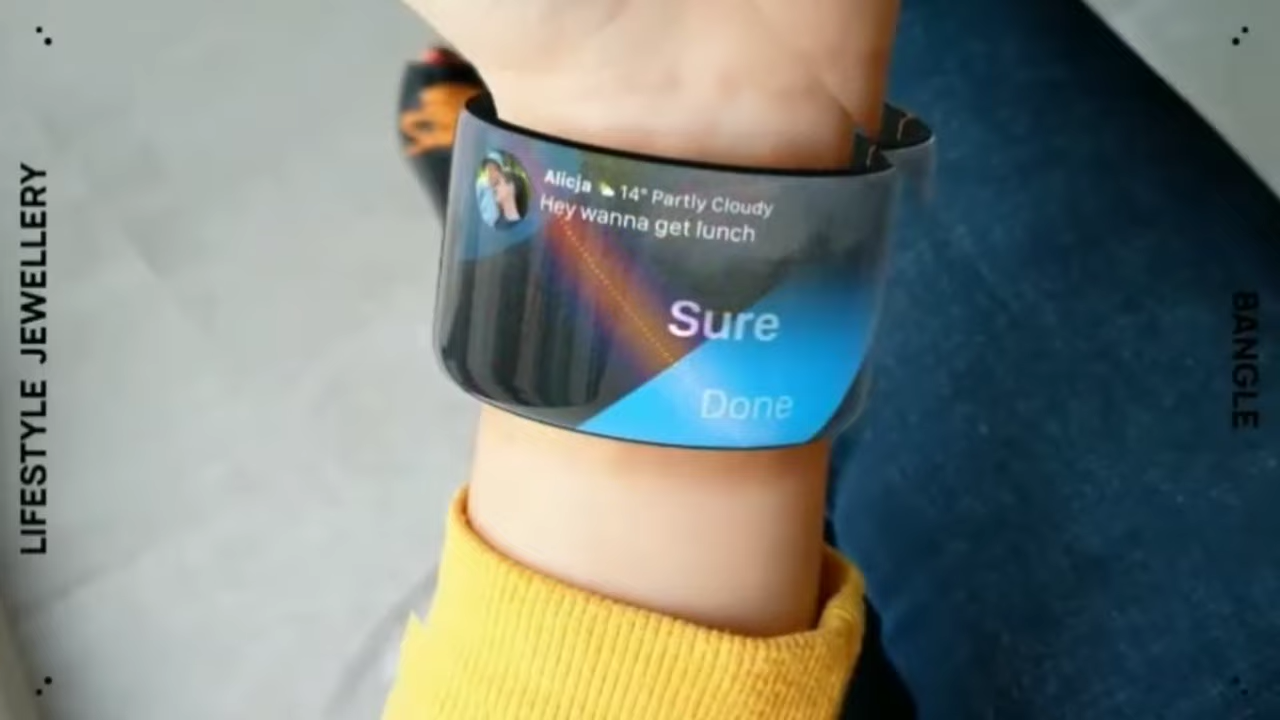 LIFESTYLE JEWELLERY
Alicja ⛅ 14° Partly Cloudy
Hey wanna get lunch
Sure
Done
BANGLE